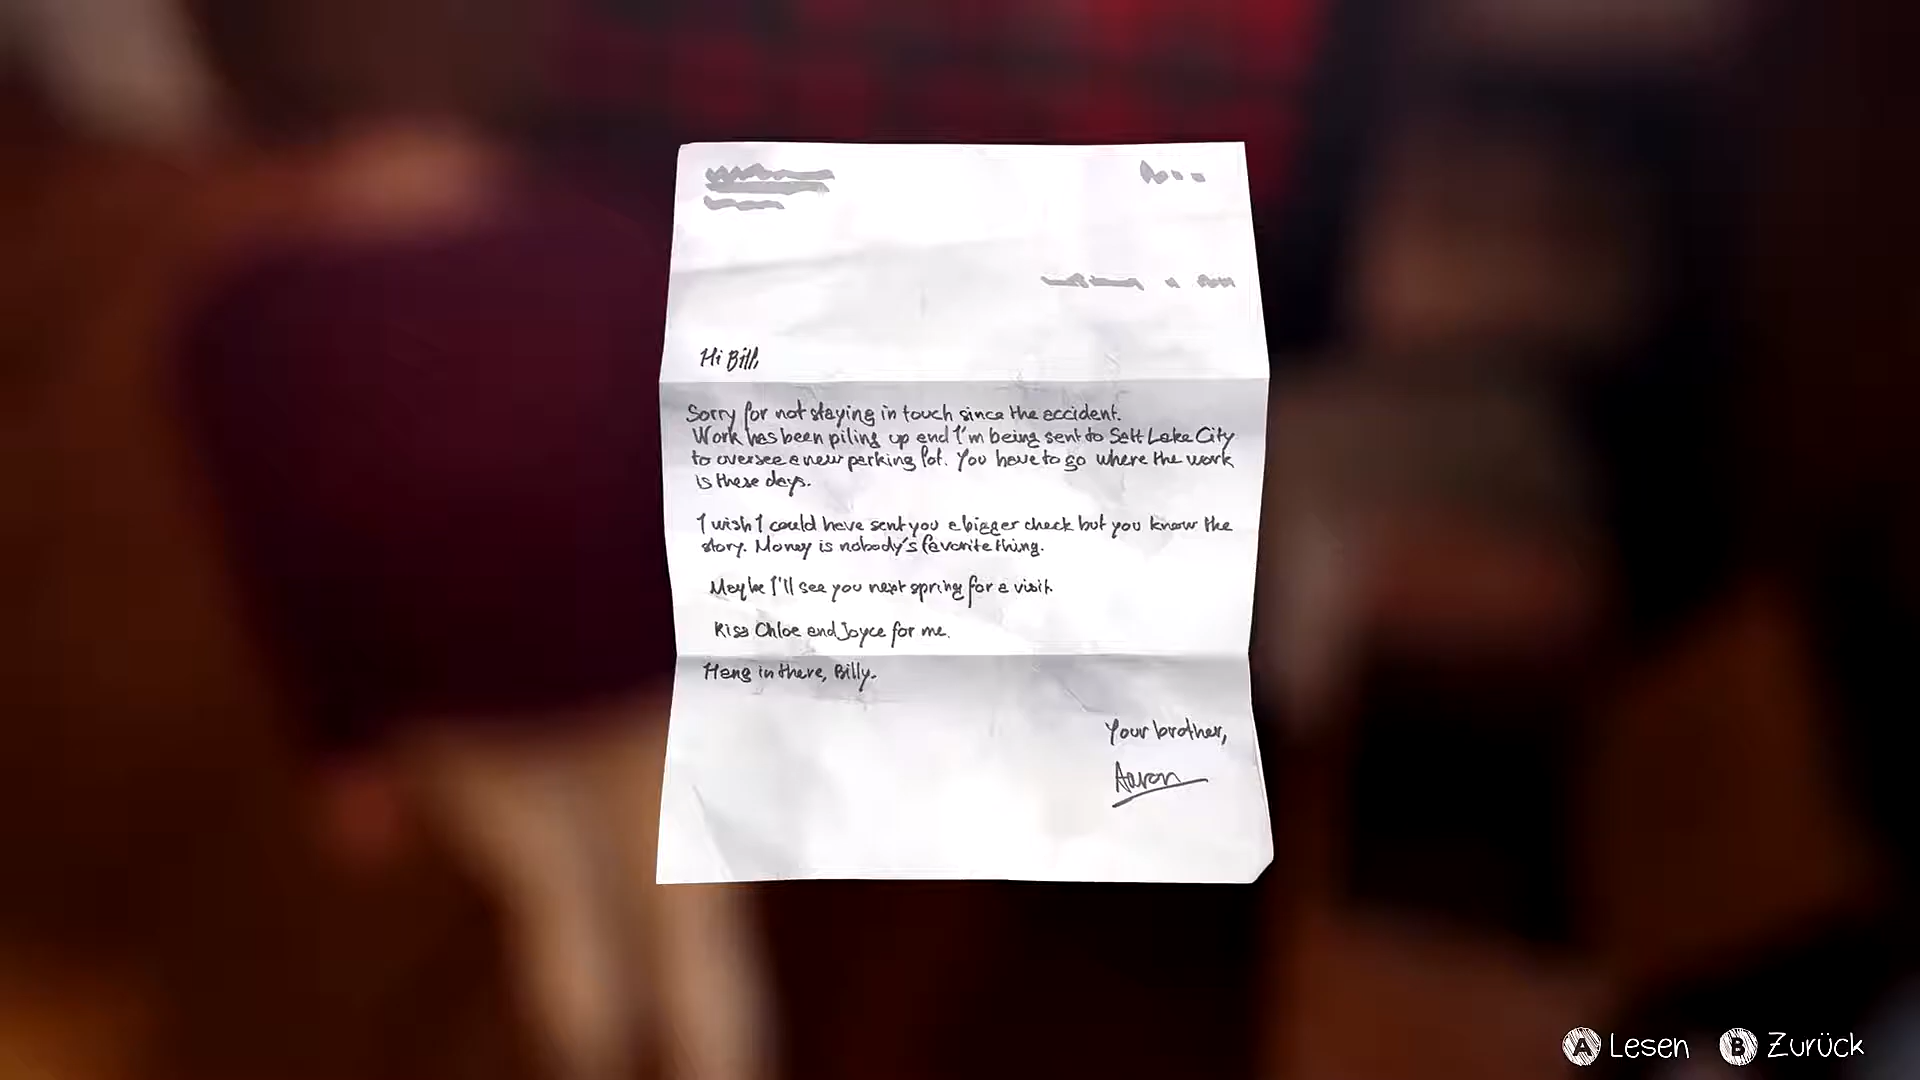 Hi Bill,
Sorry for not staying in touch since the accident.
Work has been piling up and I'm being sent to Salt Lake City
to oversee a new parking lot. You have to go where the work
is these days.
I wish I could have sent you a bigger check but you know the
story. Money is nobody's favorite thing.
Maybe I'll see you next spring for a visit.
Kiss Chloe and Joyce for me.
Hang in there, Billy.
Your brother,
Aaron
A Lesen B Zurück